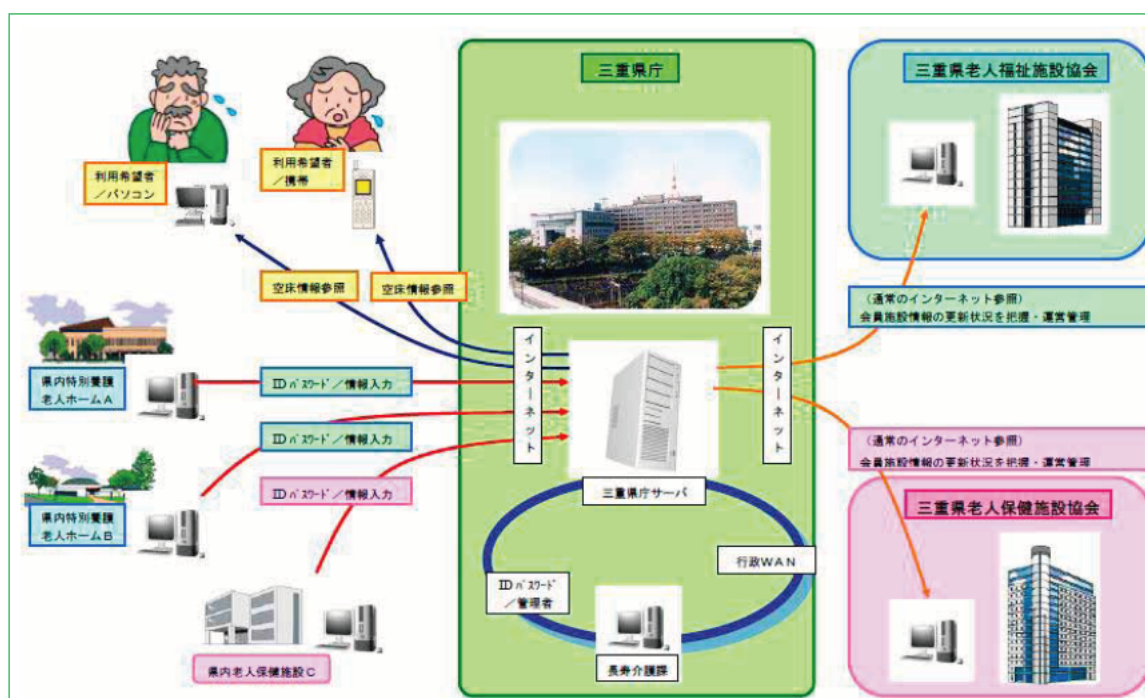 三重県庁
三重県老人福祉施設協会
利用希望者
／パソコン
利用希望者
／携帯
空床情報参照
空床情報参照
（通常のインターネット参照）
会員施設情報の更新状況を把握・運営管理
インターネット
インターネット
県内特別養護
老人ホームA
IDﾊﾟｽﾜｰﾄﾞ／情報入力
IDﾊﾟｽﾜｰﾄﾞ／情報入力
（通常のインターネット参照）
会員施設情報の更新状況を把握・運営管理
県内特別養護
老人ホームB
IDﾊﾟｽﾜｰﾄﾞ／情報入力
三重県庁サーバ
三重県老人保健施設協会
行政WAN
IDﾊﾟｽﾜｰﾄﾞ
／管理者
県内老人保健施設C
長寿介護課